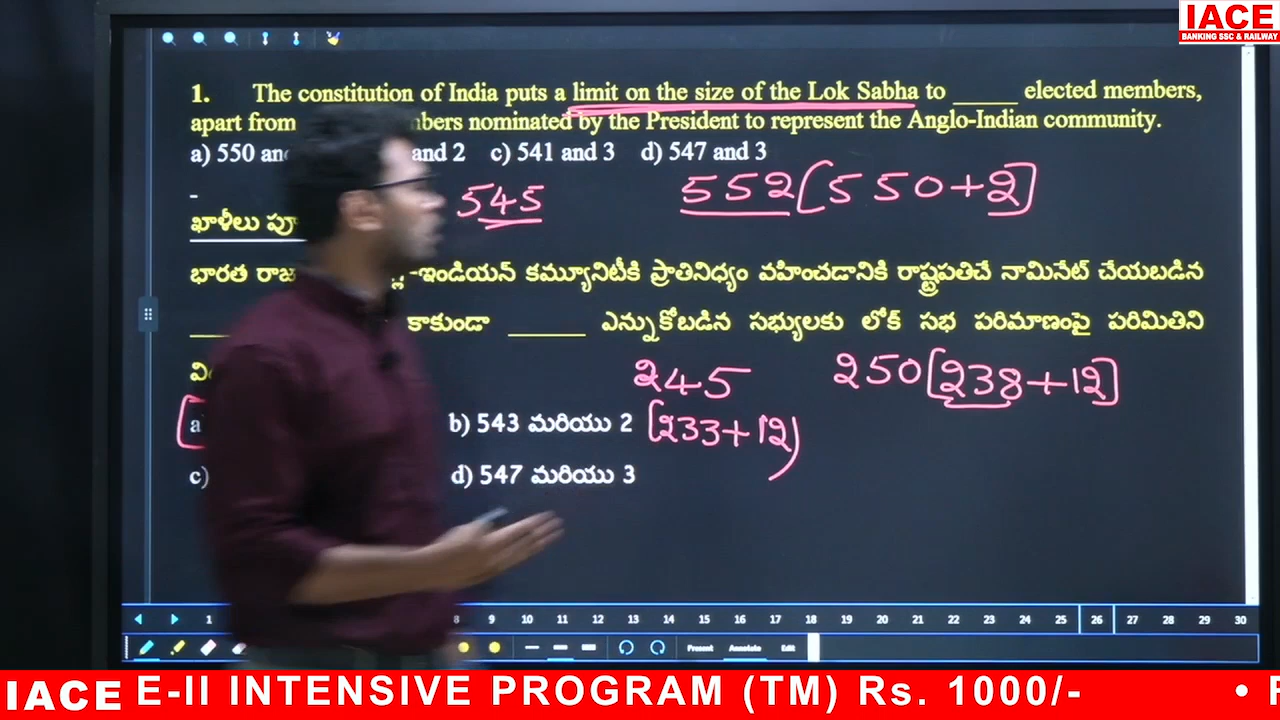 IACE
BANKING SSC & RAILWAY
1. The constitution of India puts a limit on the size of the Lok Sabha to _____ elected members,
apart from nominated by the President to represent the Anglo-Indian community.
a) 550 and 2 c) 541 and 3 d) 547 and 3
545 552 [550+2]
ఖాళీలు
భారత -ఇండియన్ కమ్యూనిటీకి ప్రాతినిధ్యం వహించడానికి రాష్ట్రపతిచే నామినేట్ చేయబడిన
కాకుండా ______ ఎన్నుకోబడిన సభ్యులకు లోక్ సభ పరిమాణంపై పరిమితిని
245 250 [238+12]
a b) 543 మరియు 2 [233+12)
c) d) 547 మరియు 3
1 8 9 10 11 12 13 14 15 16 17 18 19 20 21 22 23 24 25 26 27 28 29 30
Present Annotate Edit
IACE E-II INTENSIVE PROGRAM (TM) Rs. 1000/- •